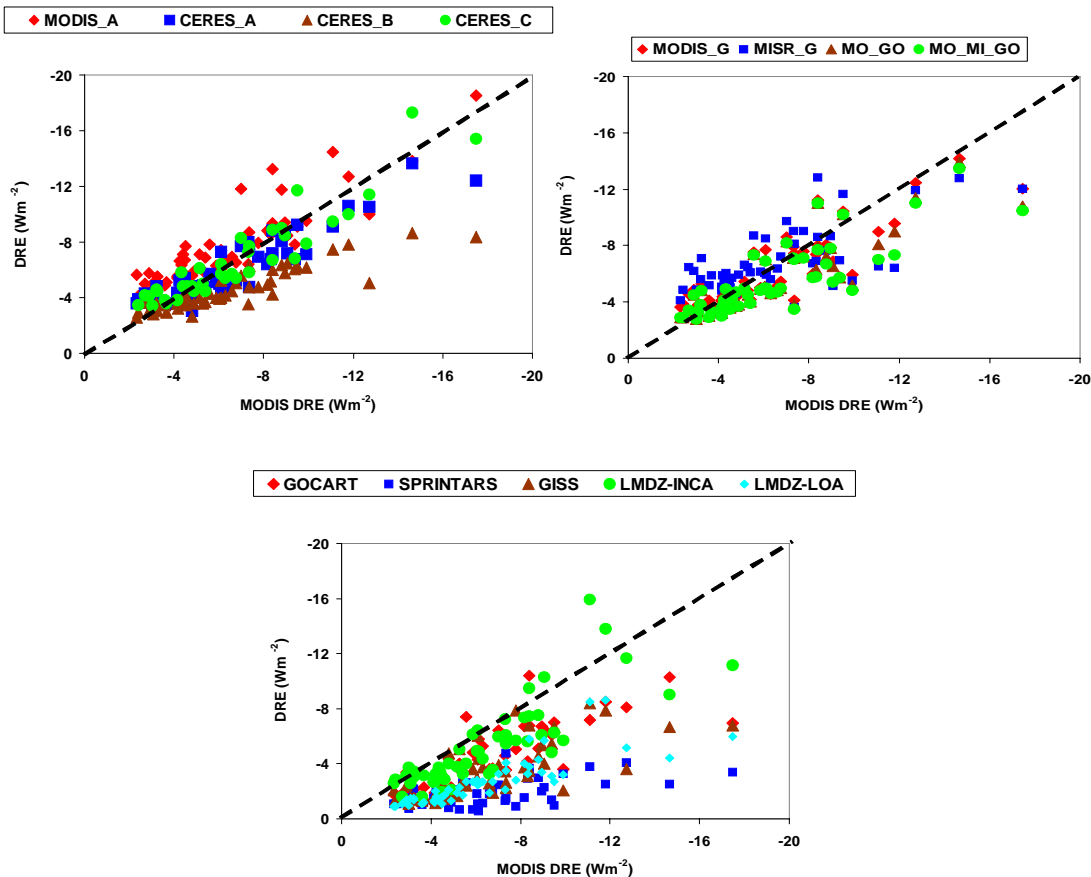 MODIS_A CERES_A CERES_B CERES_C
-20
-16
-12
-8
-4
0
DRE (Wm-2)
0 -4 -8 -12 -16 -20
MODIS DRE (Wm-2)
MODIS_G MISR_G MO_GO MO_MI_GO
-20
-16
-12
-8
-4
0
DRE (Wm-2)
0 -4 -8 -12 -16 -20
MODIS DRE (Wm-2)
GOCART SPRINTARS GISS LMDZ-INCA LMDZ-LOA
-20
-16
-12
-8
-4
0
DRE (Wm-2)
0 -4 -8 -12 -16 -20
MODIS DRE (Wm-2)